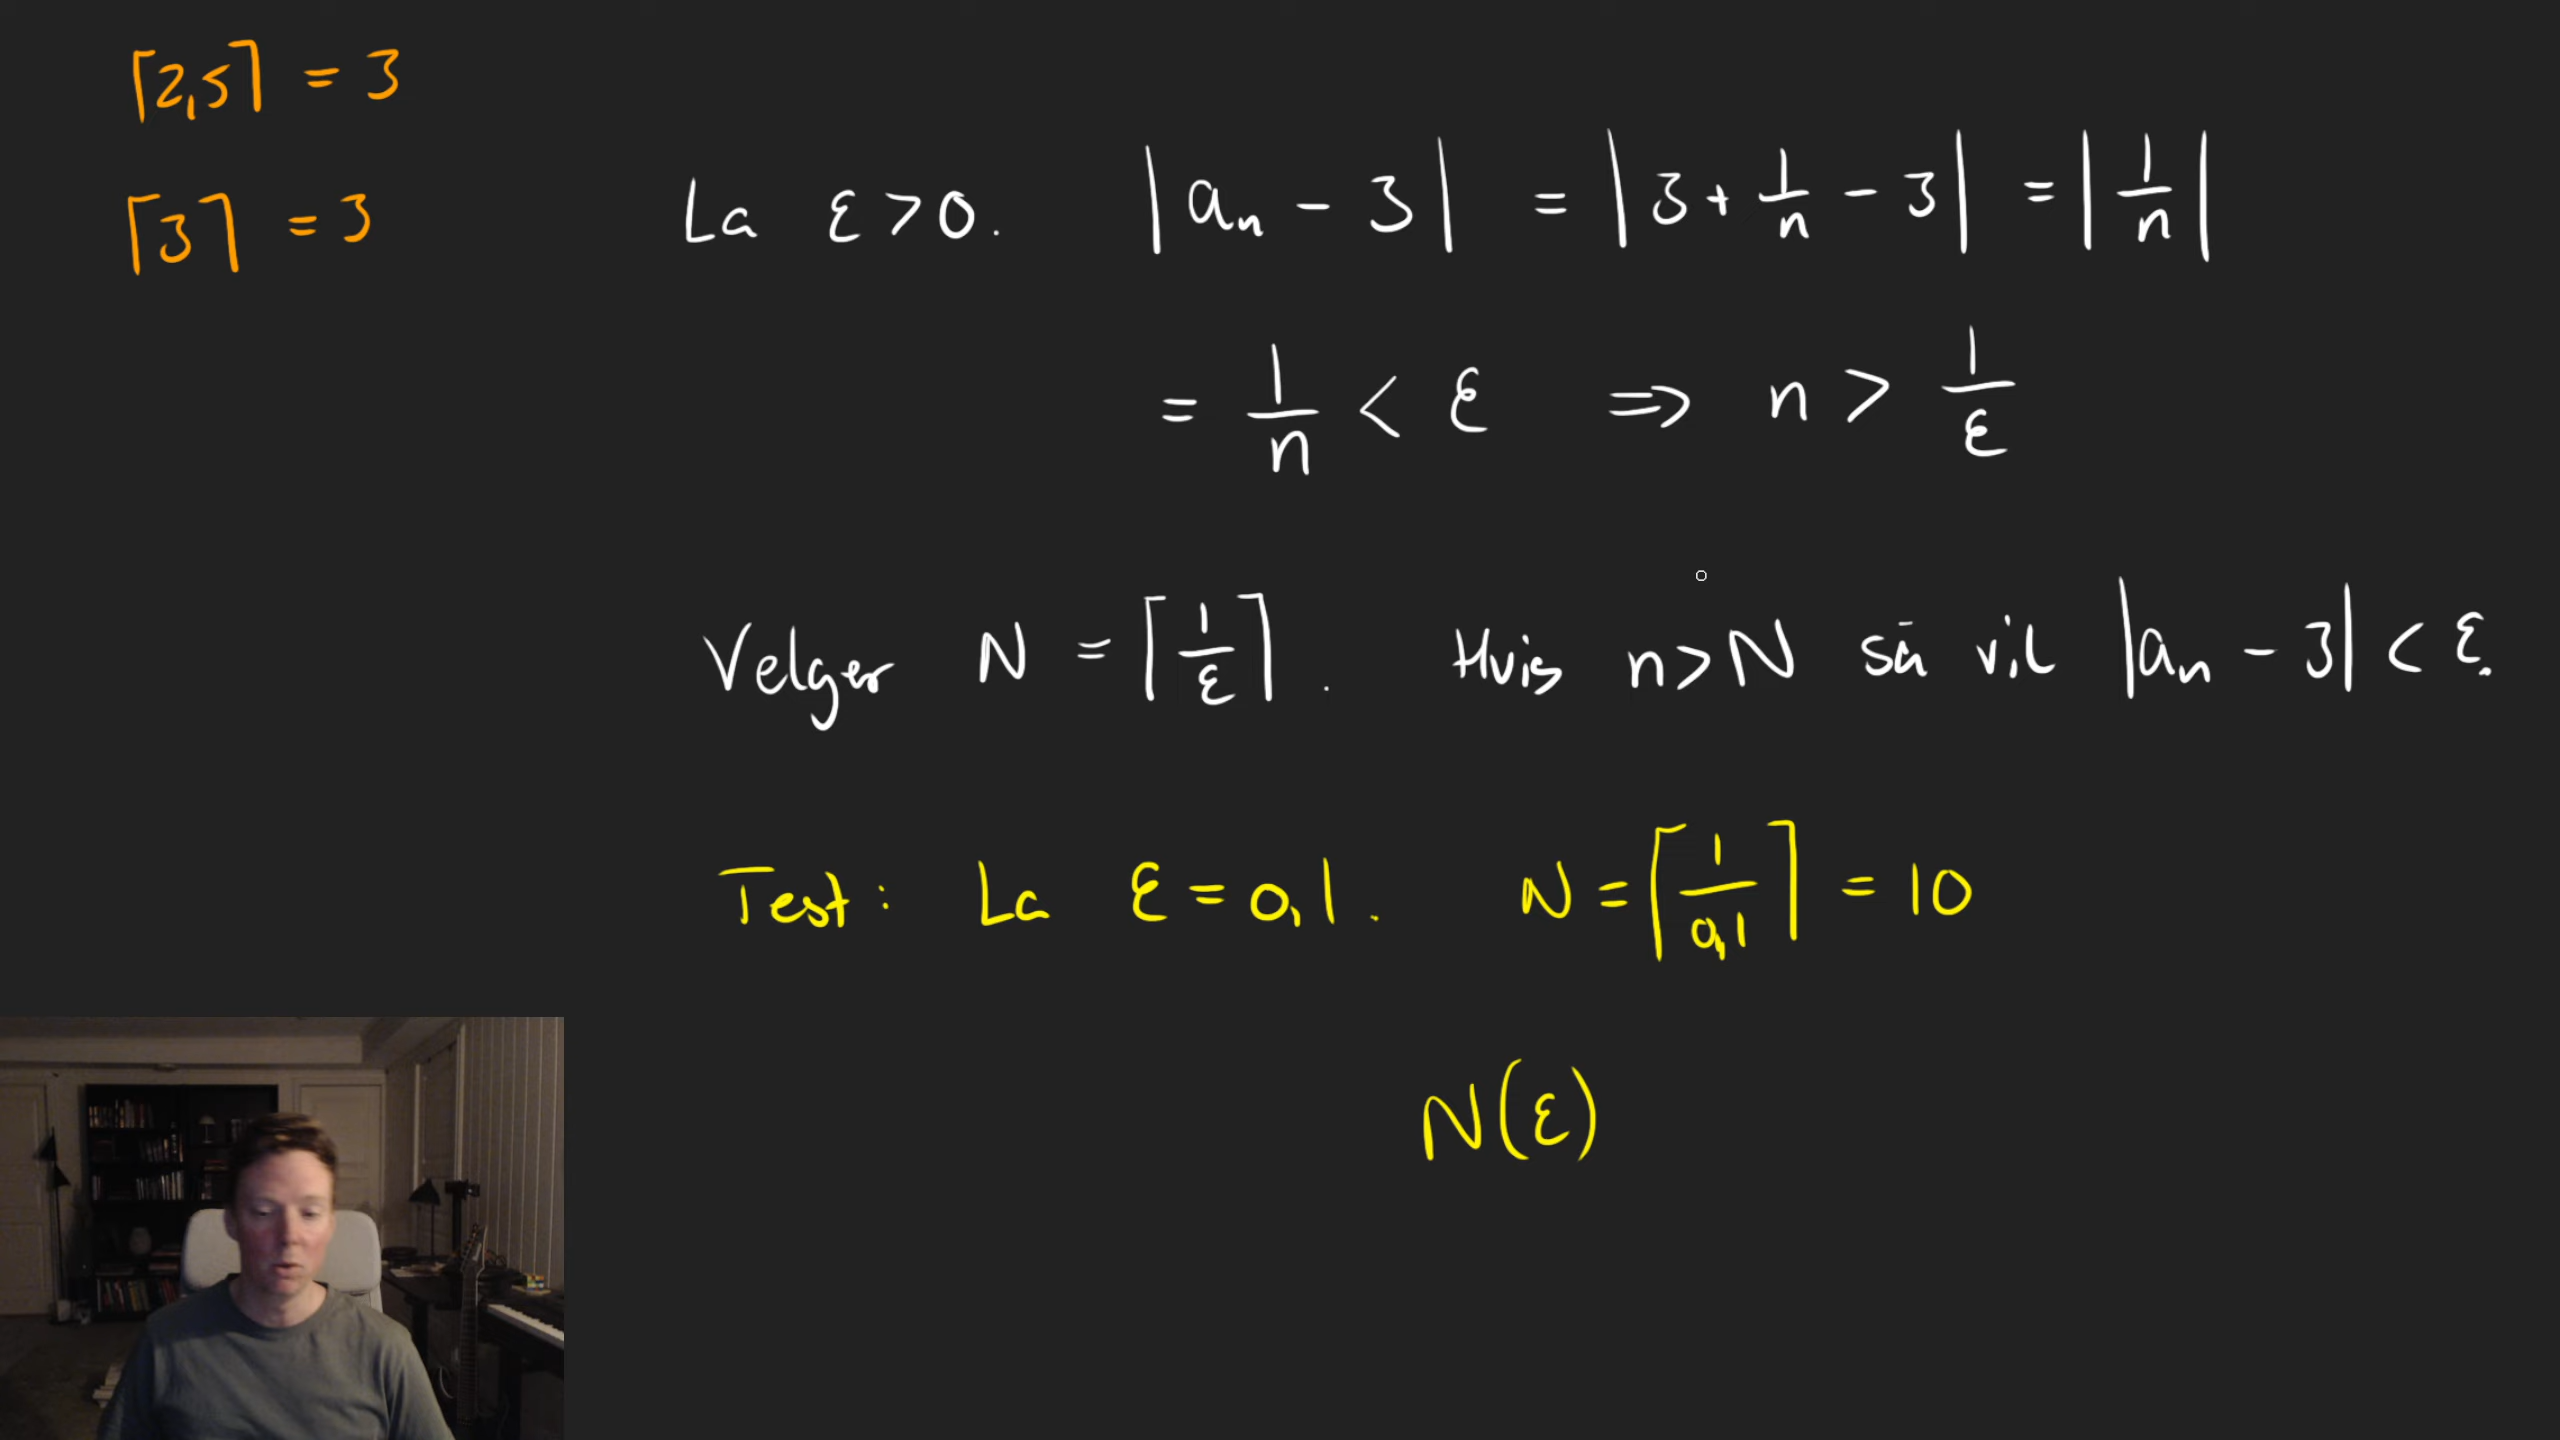 ⌈2,5⌉ = 3
⌈3⌉ = 3
La ε > 0. |aₙ - 3| = |3 + 1/n - 3| = |1/n|
= 1/n < ε ⇒ n > 1/ε
Velger N = ⌈1/ε⌉. Hvis n > N så vil |aₙ - 3| < ε.
Test: La ε = 0,1. N = ⌈1/0,1⌉ = 10
N(ε)